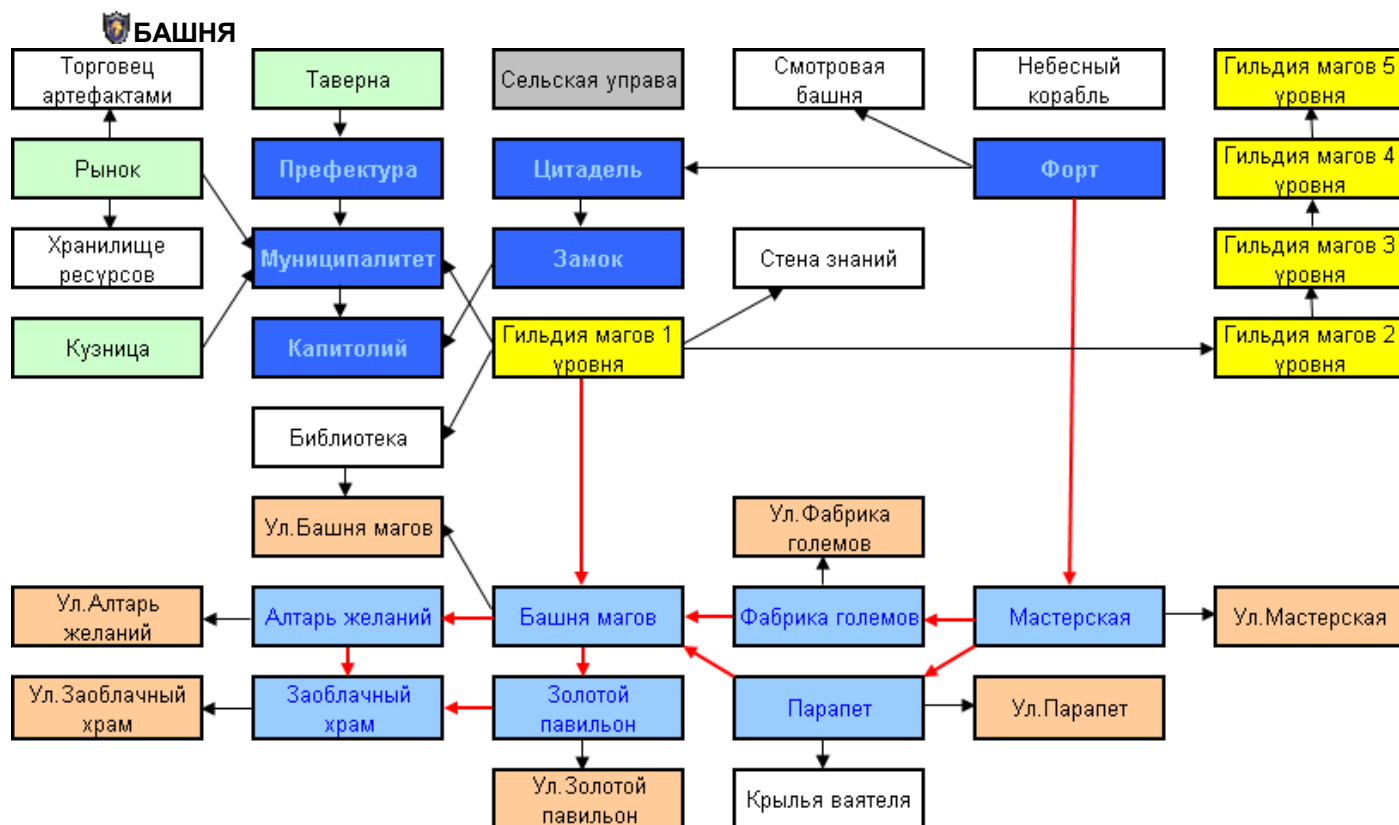 БАШНЯ
Торговец
артефактами
Таверна
Сельская управа
Смотровая
башня
Небесный
корабль
Гильдия магов 5
уровня
Рынок
Префектура
Цитадель
Форт
Гильдия магов 4
уровня
Хранилище
ресурсов
Муниципалитет
Замок
Стена знаний
Гильдия магов 3
уровня
Кузница
Капитолий
Гильдия магов 1
уровня
Гильдия магов 2
уровня
Библиотека
Ул.Башня магов
Ул.Фабрика
големов
Ул.Алтарь
желаний
Алтарь желаний
Башня магов
Фабрика големов
Мастерская
Ул.Мастерская
Ул.Заоблачный
храм
Заоблачный
храм
Золотой
павильон
Парапет
Ул.Парапет
Ул.Золотой
павильон
Крылья ваятеля